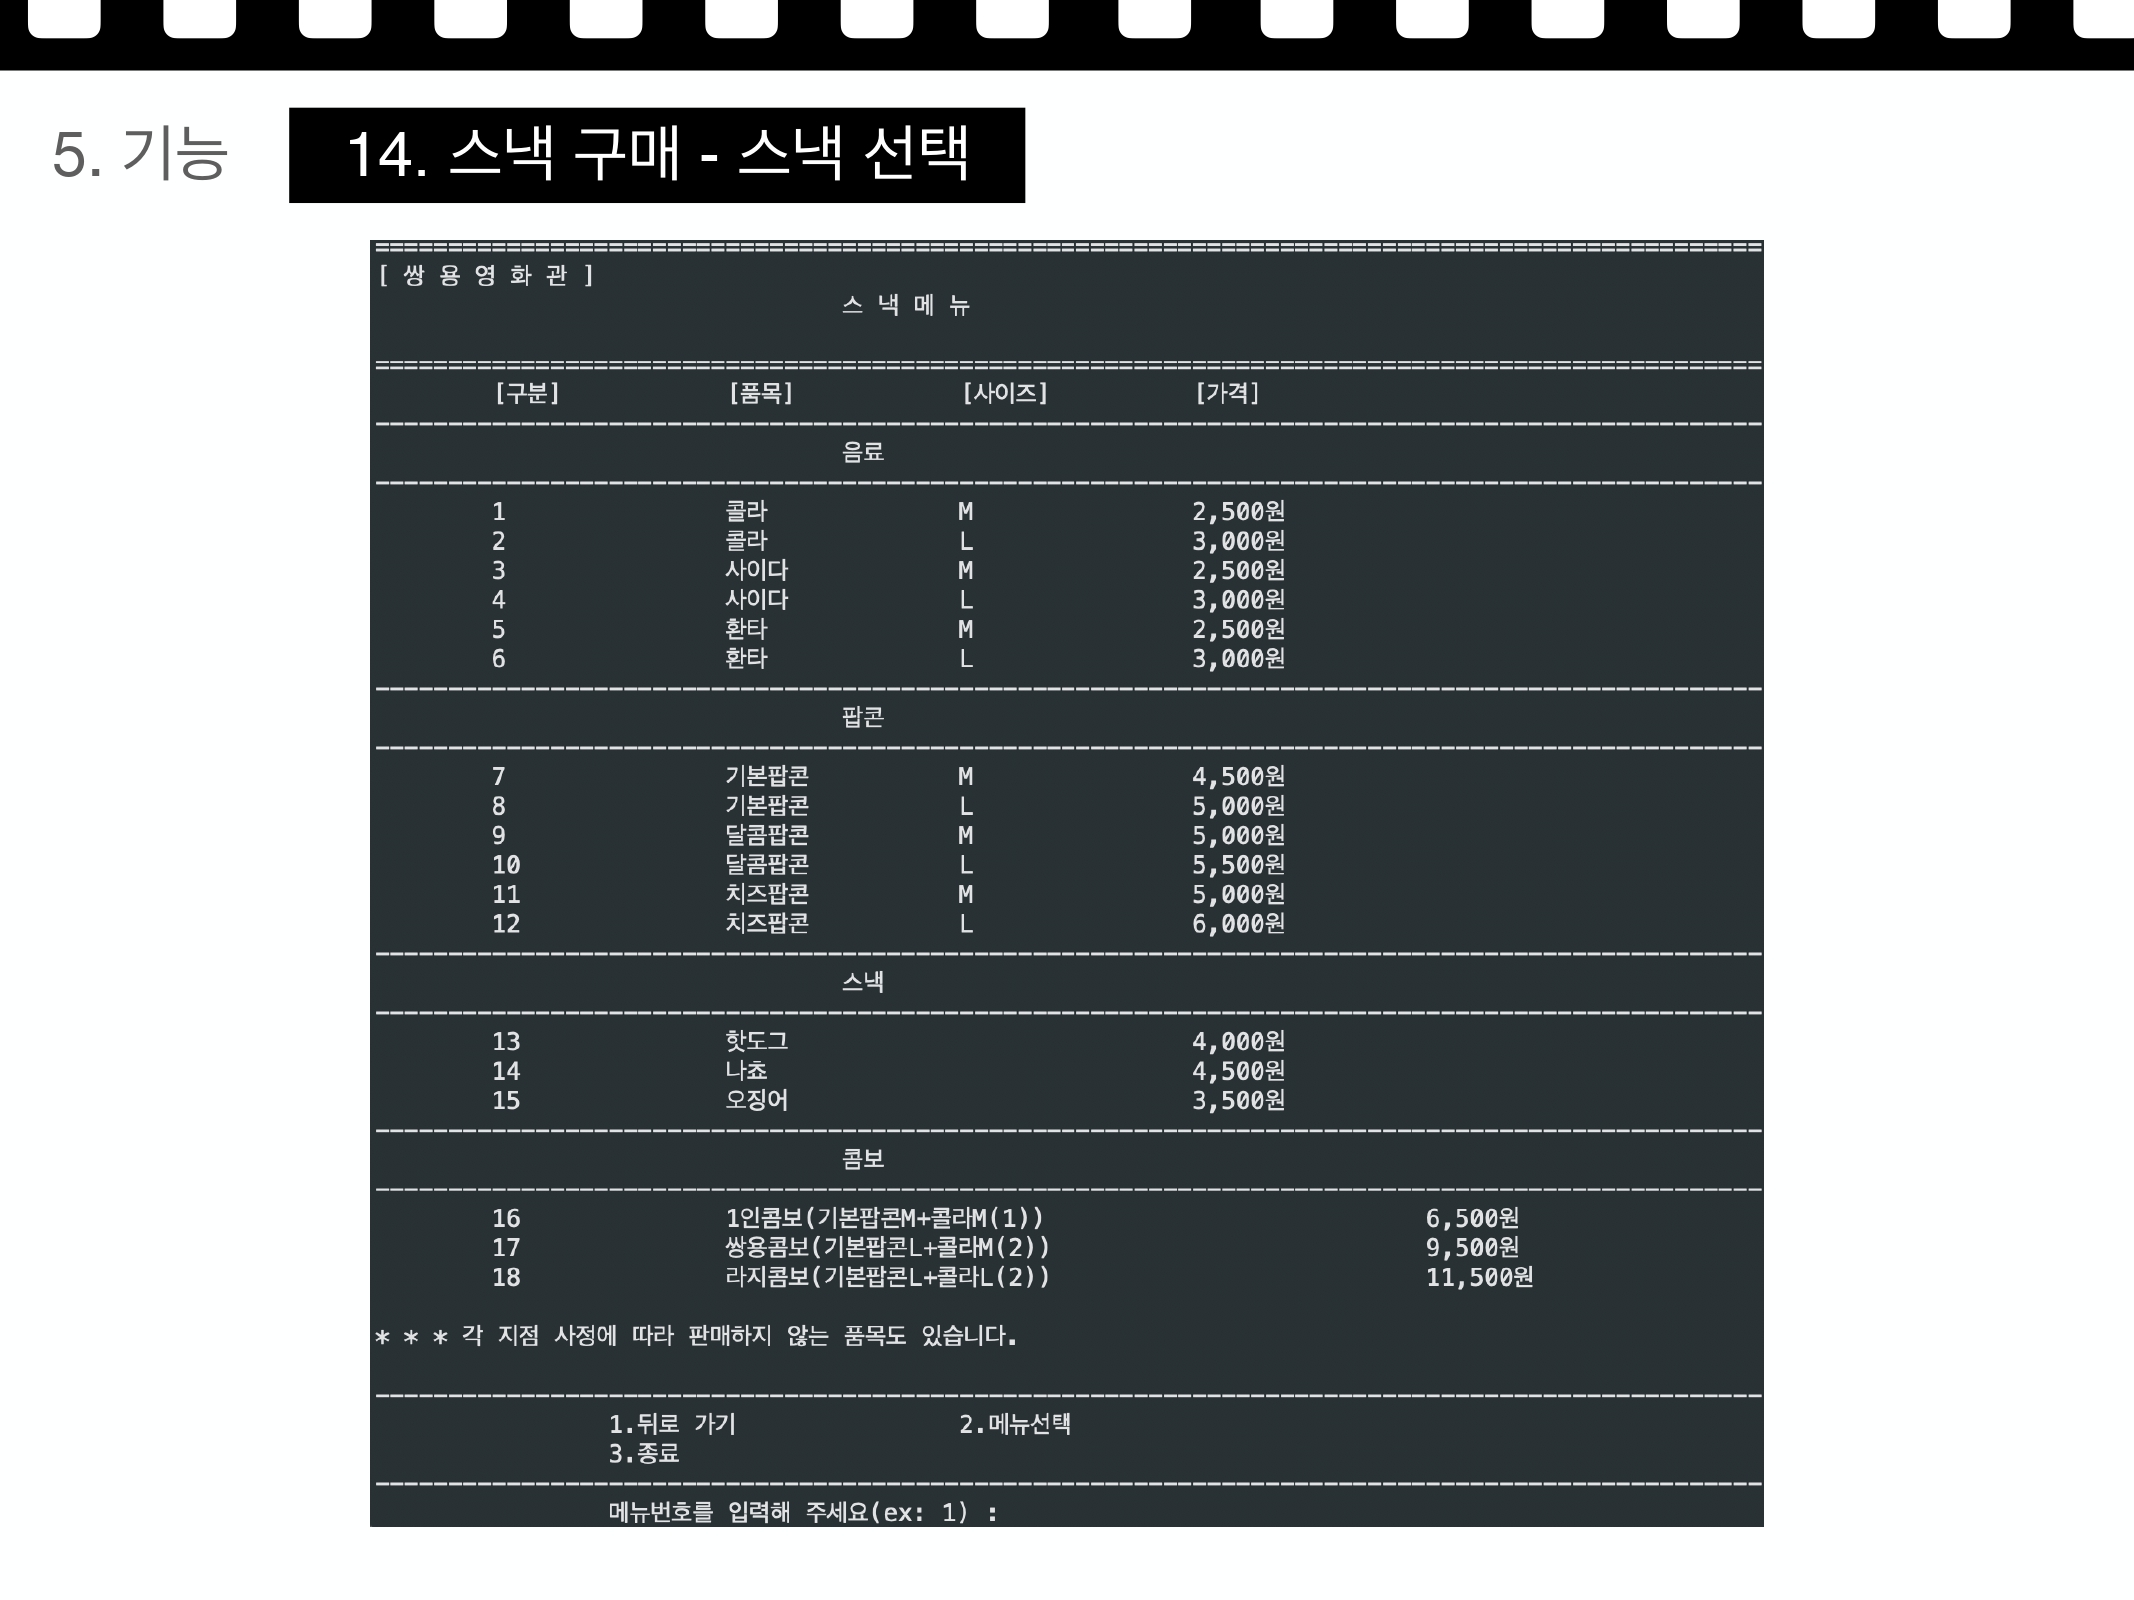 5. 기능 14. 스낵 구매 - 스낵 선택
[ 쌍 용 영 화 관 ]
스 낵 메 뉴
[구분] [품목] [사이즈] [가격]
음료
1 콜라 M 2,500원
2 콜라 L 3,000원
3 사이다 M 2,500원
4 사이다 L 3,000원
5 환타 M 2,500원
6 환타 L 3,000원
팝콘
7 기본팝콘 M 4,500원
8 기본팝콘 L 5,000원
9 달콤팝콘 M 5,000원
10 달콤팝콘 L 5,500원
11 치즈팝콘 M 5,000원
12 치즈팝콘 L 6,000원
스낵
13 핫도그 4,000원
14 나쵸 4,500원
15 오징어 3,500원
콤보
16 1인콤보(기본팝콘M+콜라M(1)) 6,500원
17 쌍용콤보(기본팝콘L+콜라M(2)) 9,500원
18 라지콤보(기본팝콘L+콜라L(2)) 11,500원
* * * 각 지점 사정에 따라 판매하지 않는 품목도 있습니다.
1.뒤로 가기 2.메뉴선택
3.종료
메뉴번호를 입력해 주세요(ex: 1) :